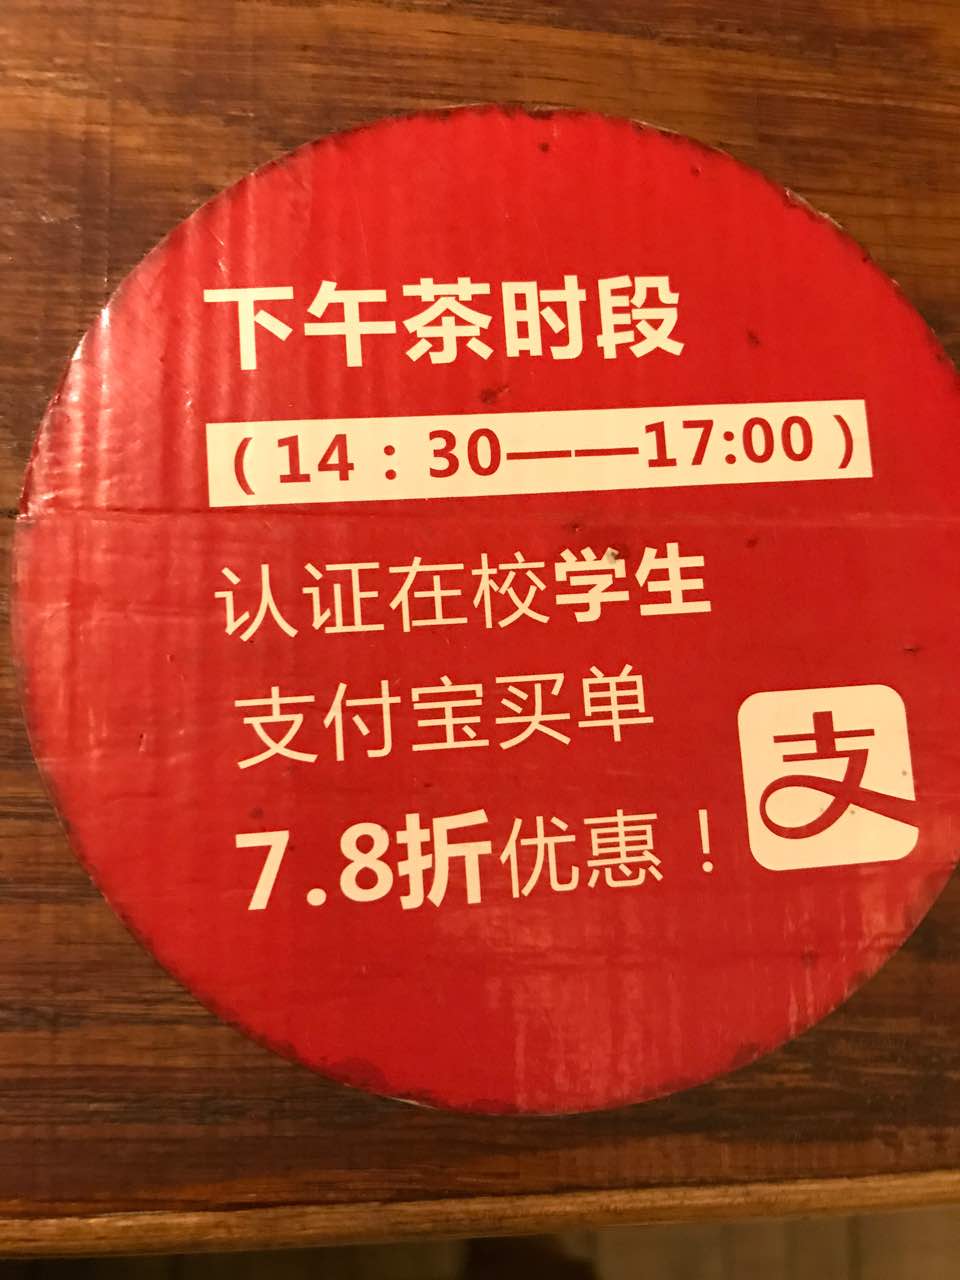 下午茶时段
（14：30——17:00）
认证在校学生
支付宝买单
7.8折优惠！
支